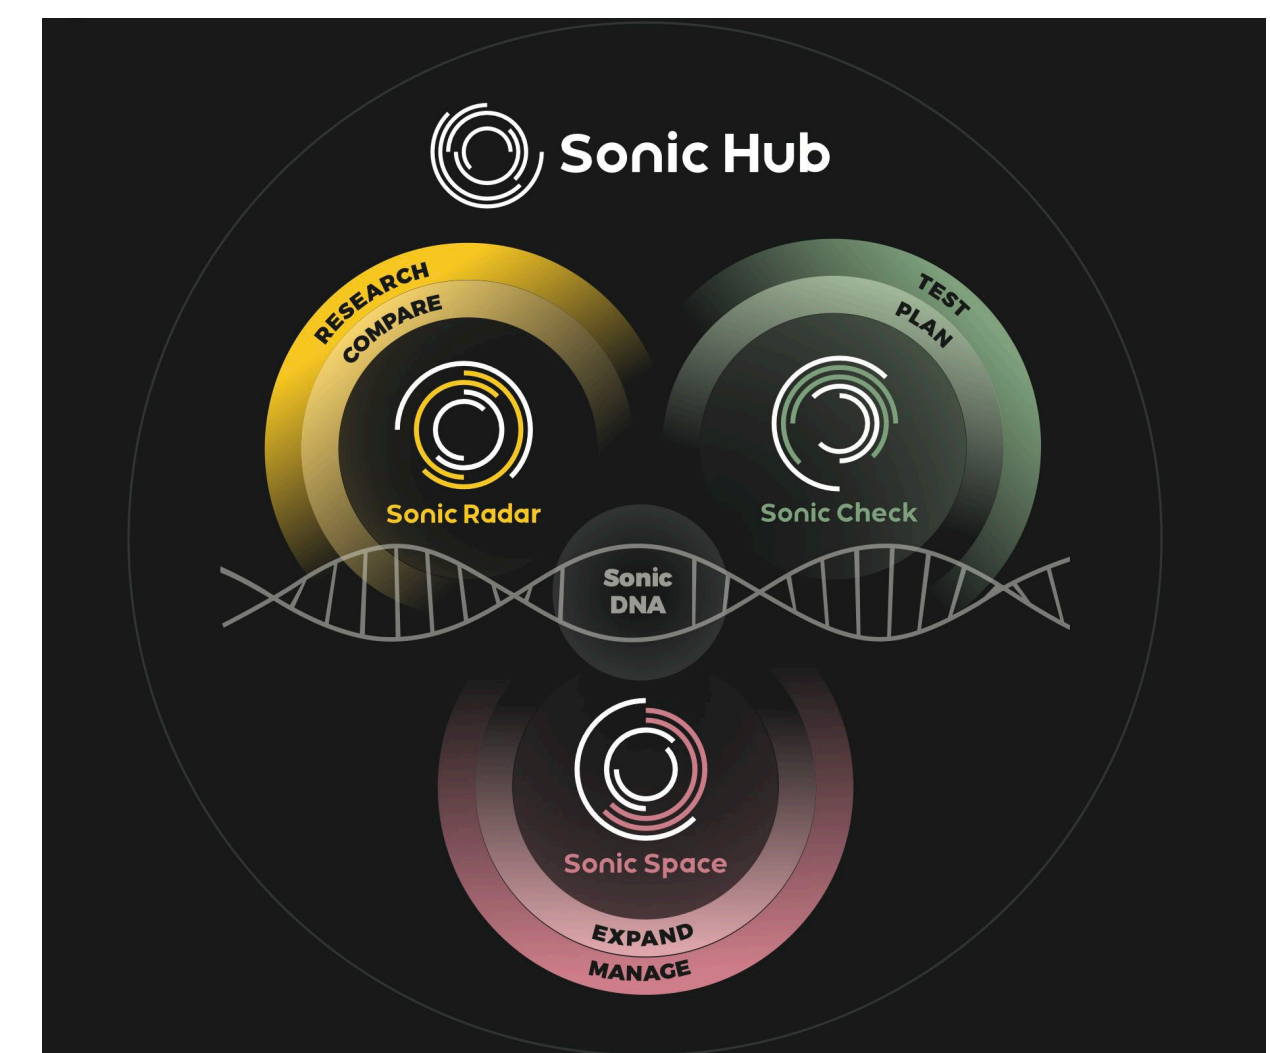 Sonic Hub
RESEARCH
COMPARE
Sonic Radar
TEST
PLAN
Sonic Check
Sonic
DNA
Sonic Space
EXPAND
MANAGE